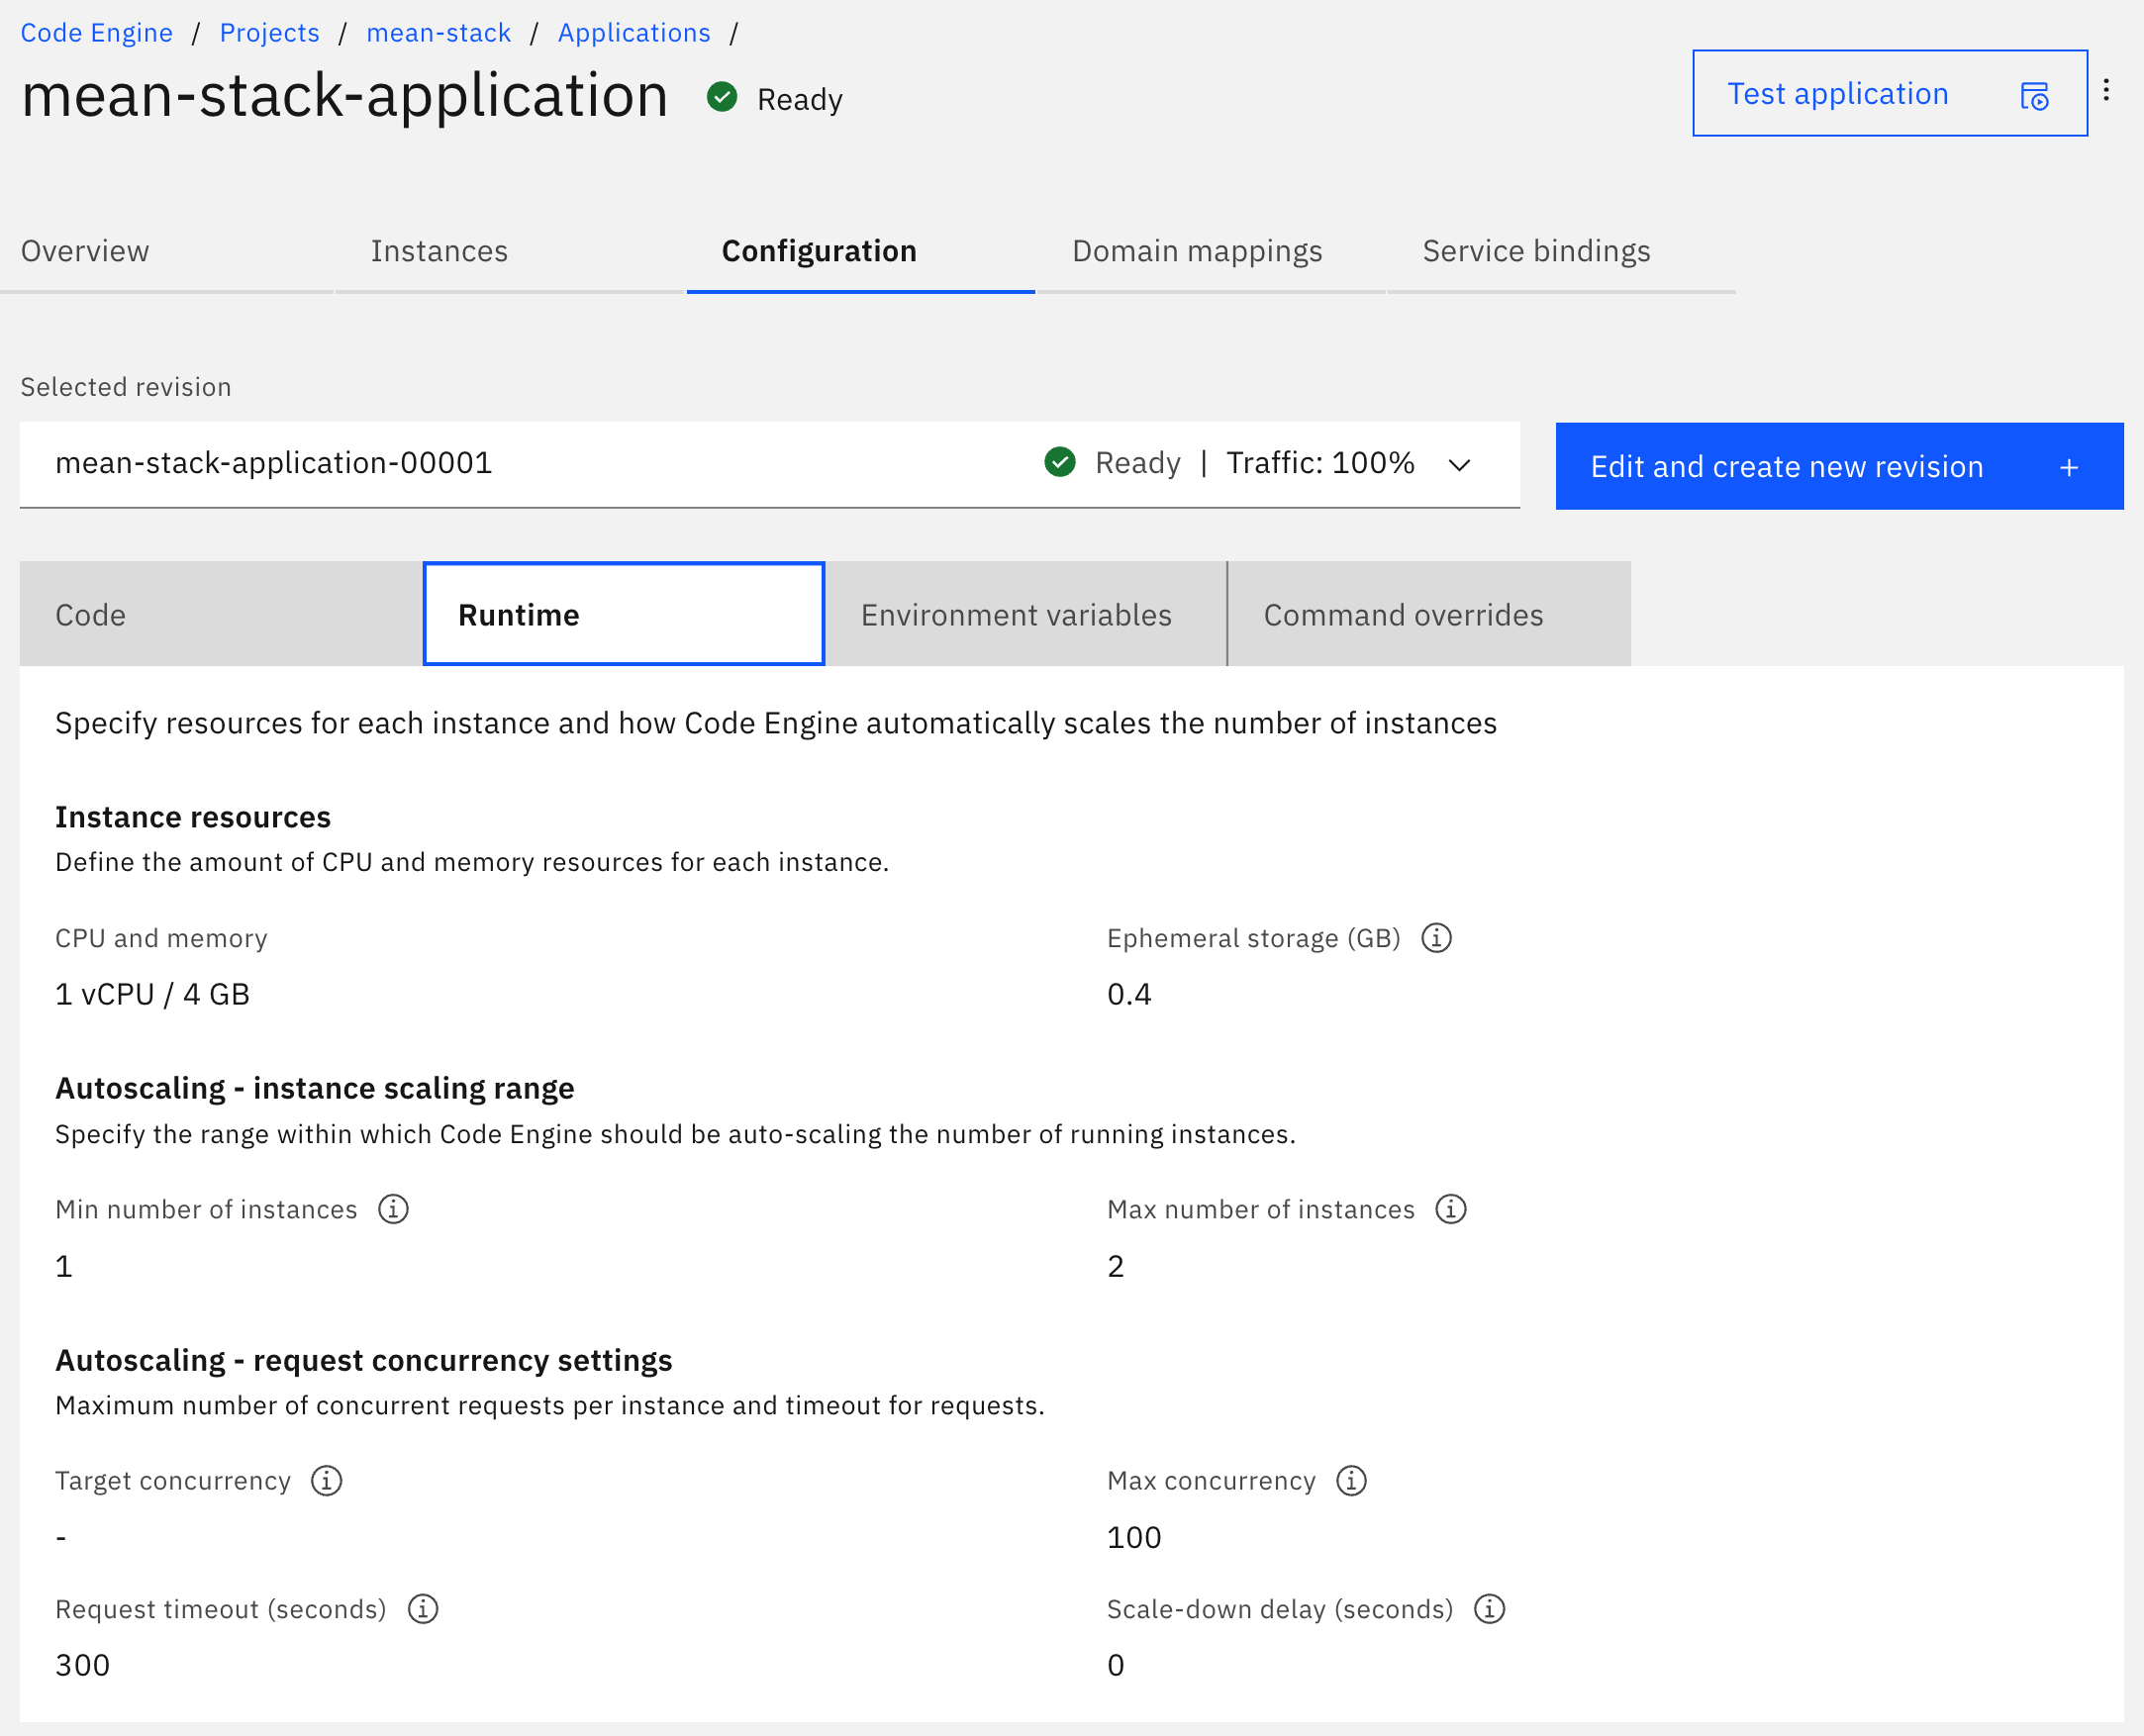 Code Engine / Projects / mean-stack / Applications /
mean-stack-application Ready
Test application
Overview Instances Configuration Domain mappings Service bindings
Selected revision
mean-stack-application-00001 Ready | Traffic: 100%
Edit and create new revision +
Code Runtime Environment variables Command overrides
Specify resources for each instance and how Code Engine automatically scales the number of instances
Instance resources
Define the amount of CPU and memory resources for each instance.
CPU and memory Ephemeral storage (GB)
1 vCPU / 4 GB 0.4
Autoscaling - instance scaling range
Specify the range within which Code Engine should be auto-scaling the number of running instances.
Min number of instances Max number of instances
1 2
Autoscaling - request concurrency settings
Maximum number of concurrent requests per instance and timeout for requests.
Target concurrency Max concurrency
- 100
Request timeout (seconds) Scale-down delay (seconds)
300 0